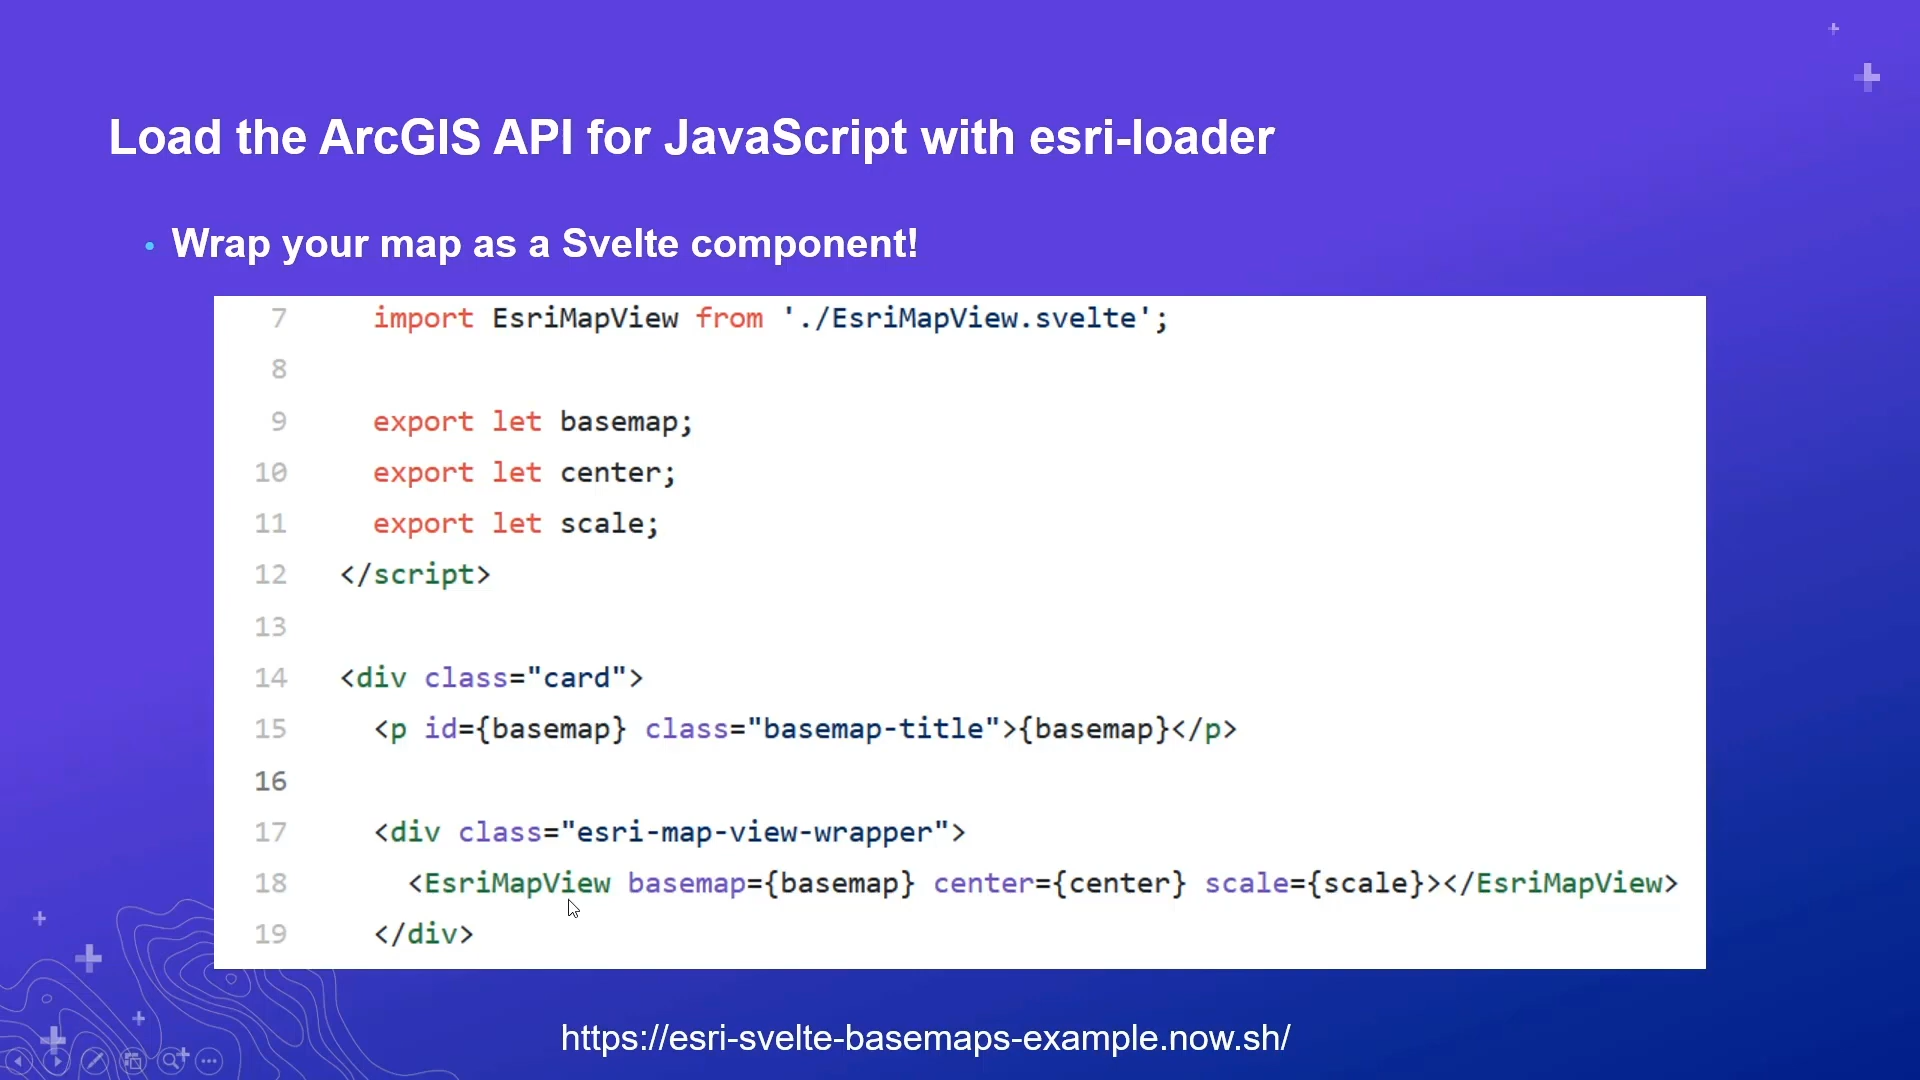 Load the ArcGIS API for JavaScript with esri-loader
• Wrap your map as a Svelte component!
7 import EsriMapView from './EsriMapView.svelte';
8
9 export let basemap;
10 export let center;
11 export let scale;
12 </script>
13
14 <div class="card">
15 <p id={basemap} class="basemap-title">{basemap}</p>
16
17 <div class="esri-map-view-wrapper">
18 <EsriMapView basemap={basemap} center={center} scale={scale}></EsriMapView>
19 </div>
https://esri-svelte-basemaps-example.now.sh/